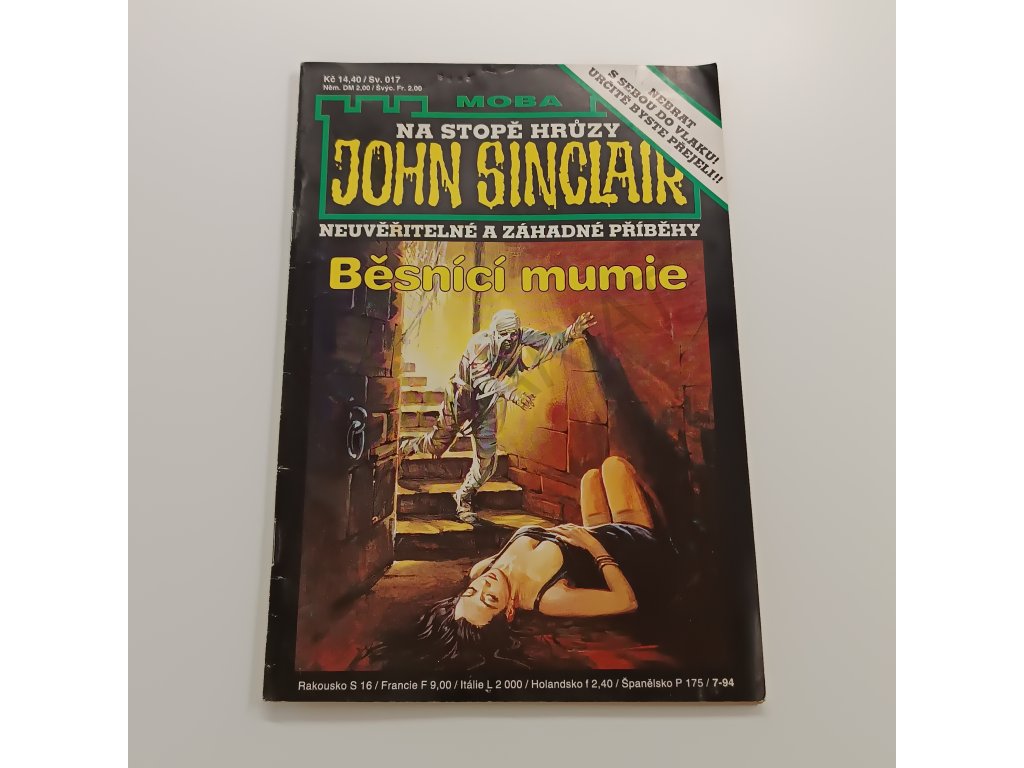 Kč 14,40 / Sv. 017
Něm. DM 2,00 / Švýc. Fr. 2.00
MOBA
NEBRAT
S SEBOU DO VLAKU!
URČITĚ BYSTE PŘEJELI!!
NA STOPĚ HRŮZY
JOHN SINCLAIR
NEUVĚŘITELNÉ A ZÁHADNÉ PŘÍBĚHY
Běsnící mumie
Rakousko S 16 / Francie F 9,00 / Itálie L 2 000 / Holandsko f 2,40 / Španělsko P 175 / 7-94